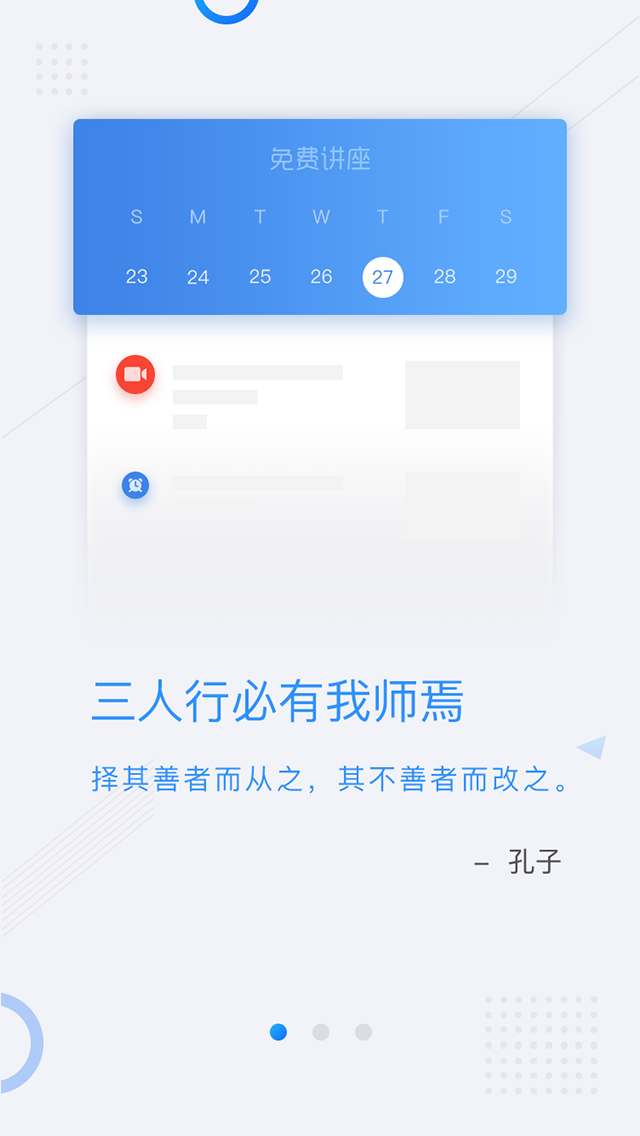 免费讲座
S M T W T F S
23 24 25 26 27 28 29
三人行必有我师焉
择其善者而从之，其不善者而改之。
– 孔子